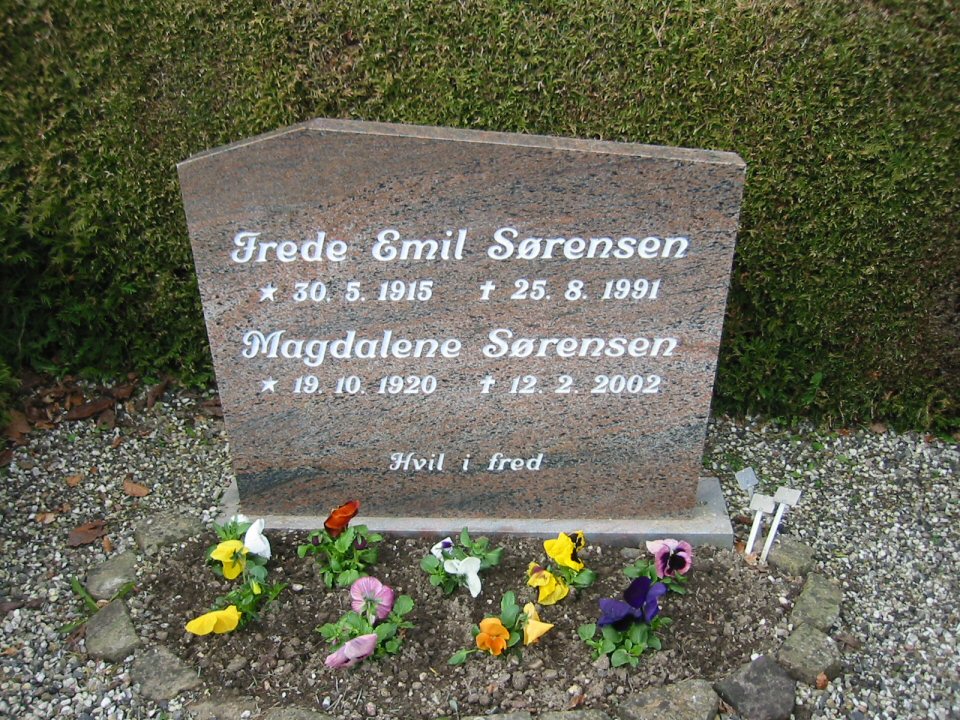 Frede Emil Sørensen
★ 30. 5. 1915 ✝ 25. 8. 1991
Magdalene Sørensen
★ 19. 10. 1920 ✝ 12. 2. 2002
Hvil i fred